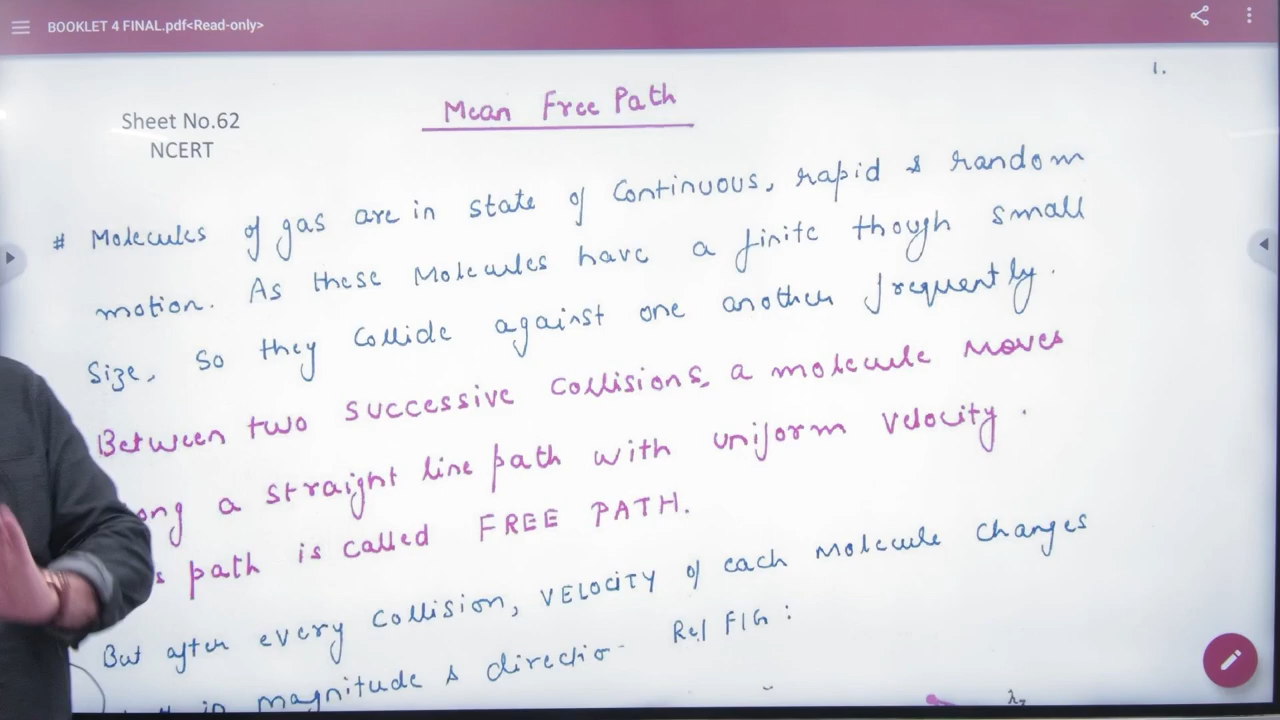 BOOKLET 4 FINAL.pdf<Read-only>
1.
Sheet No.62
NCERT
Mean Free Path
# Molecules of gas are in state of Continuous, rapid & random
motion. As these Molecules have a finite though small
Size, So they Collide against one another frequently.
Between two Successive Collisions, a molecule Moves
ong a straight line path with uniform Velocity.
s path is called FREE PATH.
But after every Collision, VELOCITY of each Molecule Changes
in magnitude & directio Ref FIG: